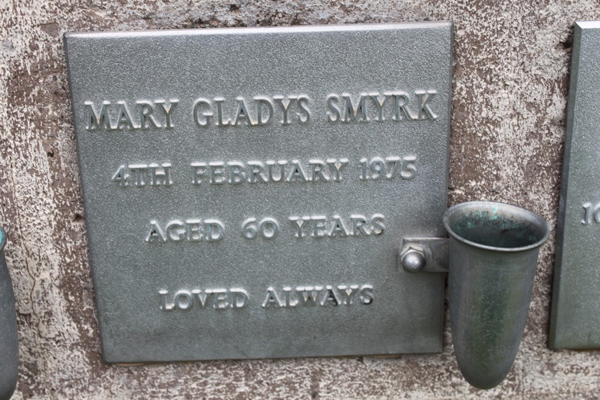 MARY GLADYS SMYRK
4TH FEBRUARY 1975
AGED 60 YEARS
LOVED ALWAYS